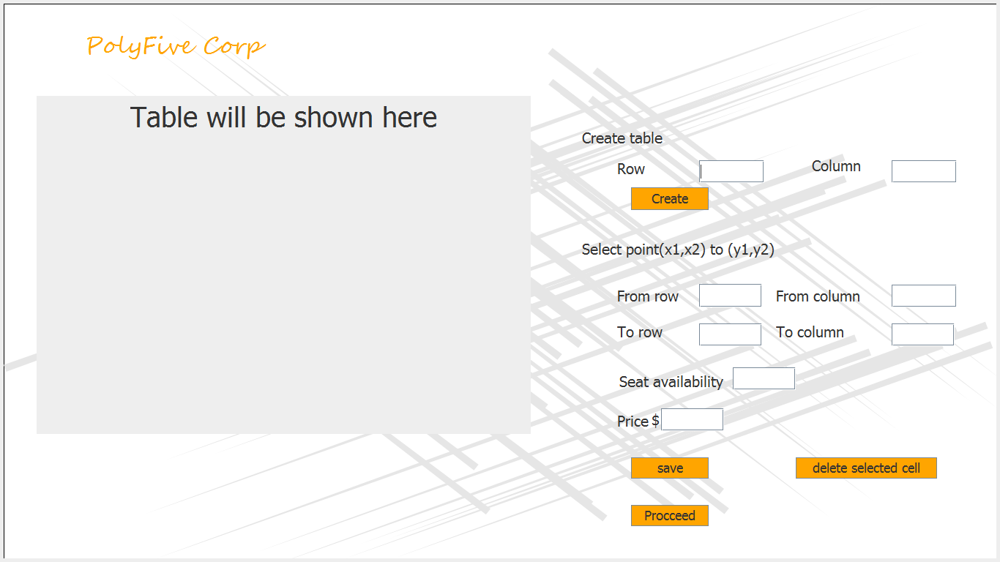 PolyFive Corp
Table will be shown here
Create table
Row
Column
Create
Select point(x1,x2) to (y1,y2)
From row
From column
To row
To column
Seat availability
Price $
save
delete selected cell
Procceed